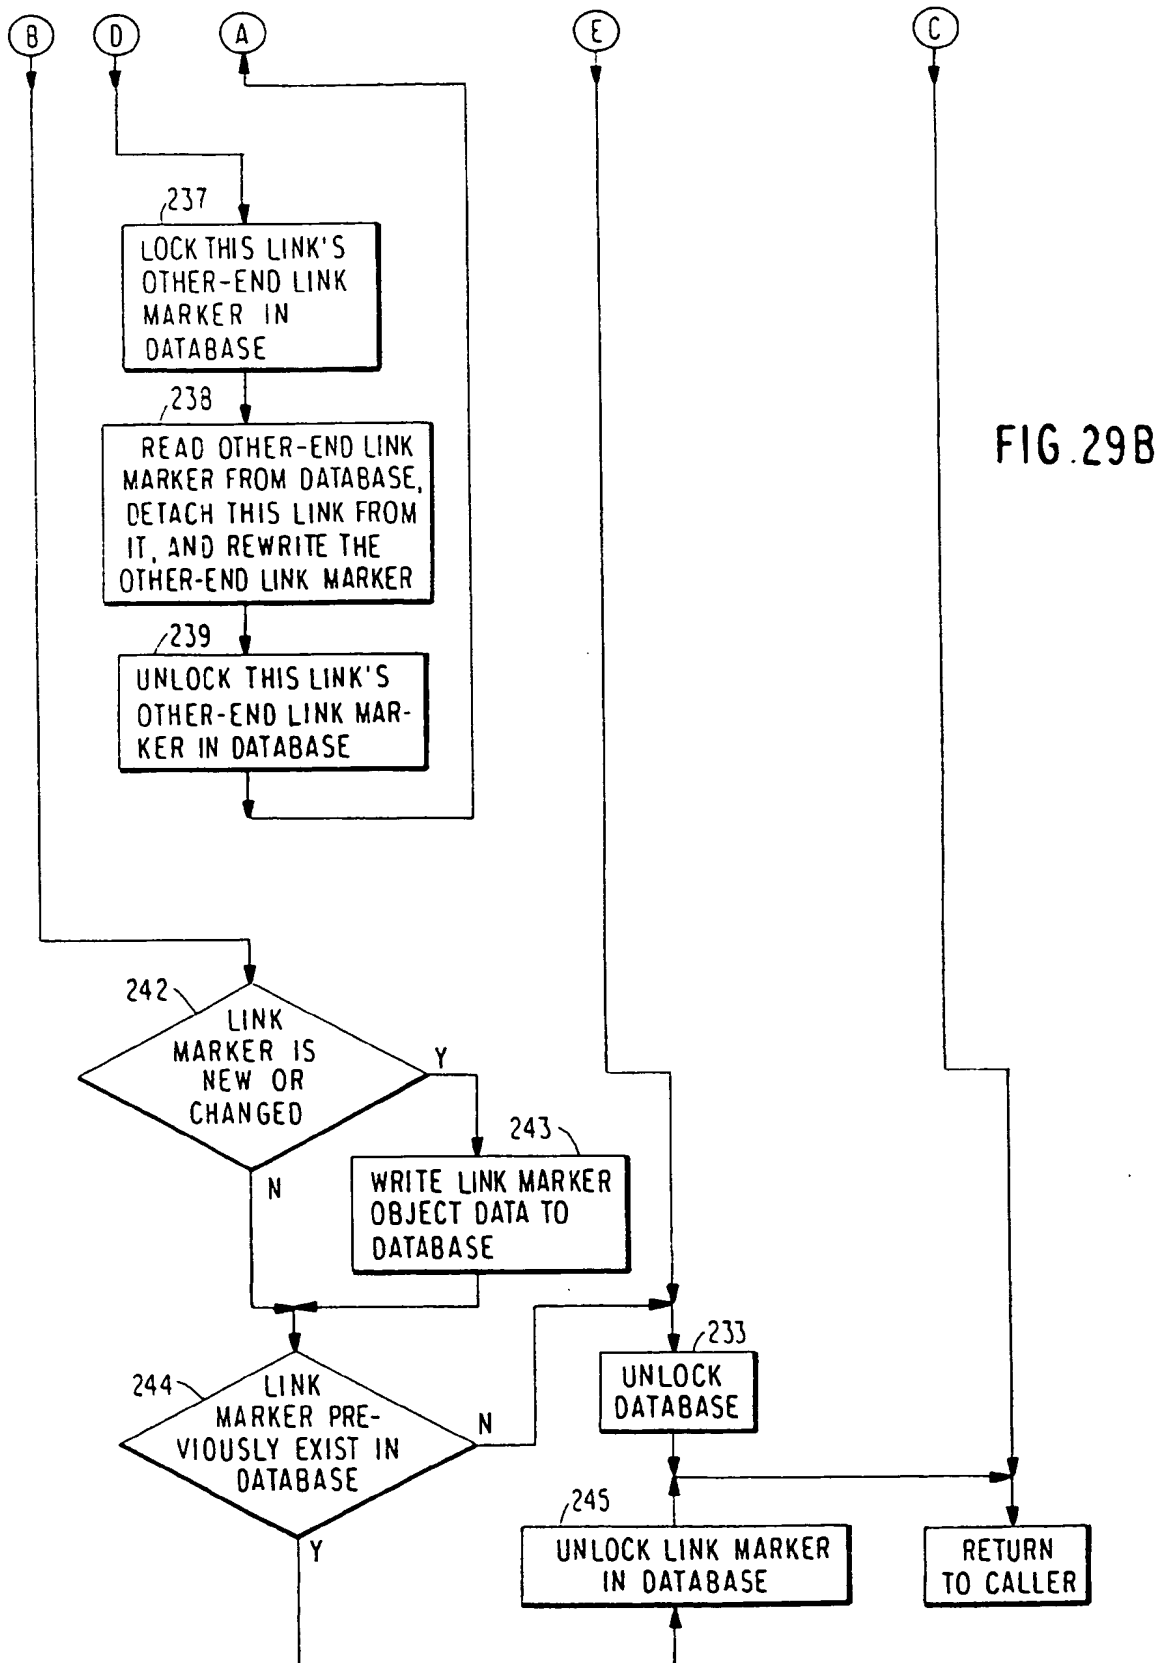 B
D
A
E
C
237
LOCK THIS LINK'S
OTHER-END LINK
MARKER IN
DATABASE
238
READ OTHER-END LINK
MARKER FROM DATABASE,
DETACH THIS LINK FROM
IT, AND REWRITE THE
OTHER-END LINK MARKER
FIG.29B
239
UNLOCK THIS LINK'S
OTHER-END LINK MAR-
KER IN DATABASE
242
LINK
MARKER IS
NEW OR
CHANGED
Y
N
243
WRITE LINK MARKER
OBJECT DATA TO
DATABASE
244
LINK
MARKER PRE-
VIOUSLY EXIST IN
DATABASE
N
Y
233
UNLOCK
DATABASE
245
UNLOCK LINK MARKER
IN DATABASE
RETURN
TO CALLER